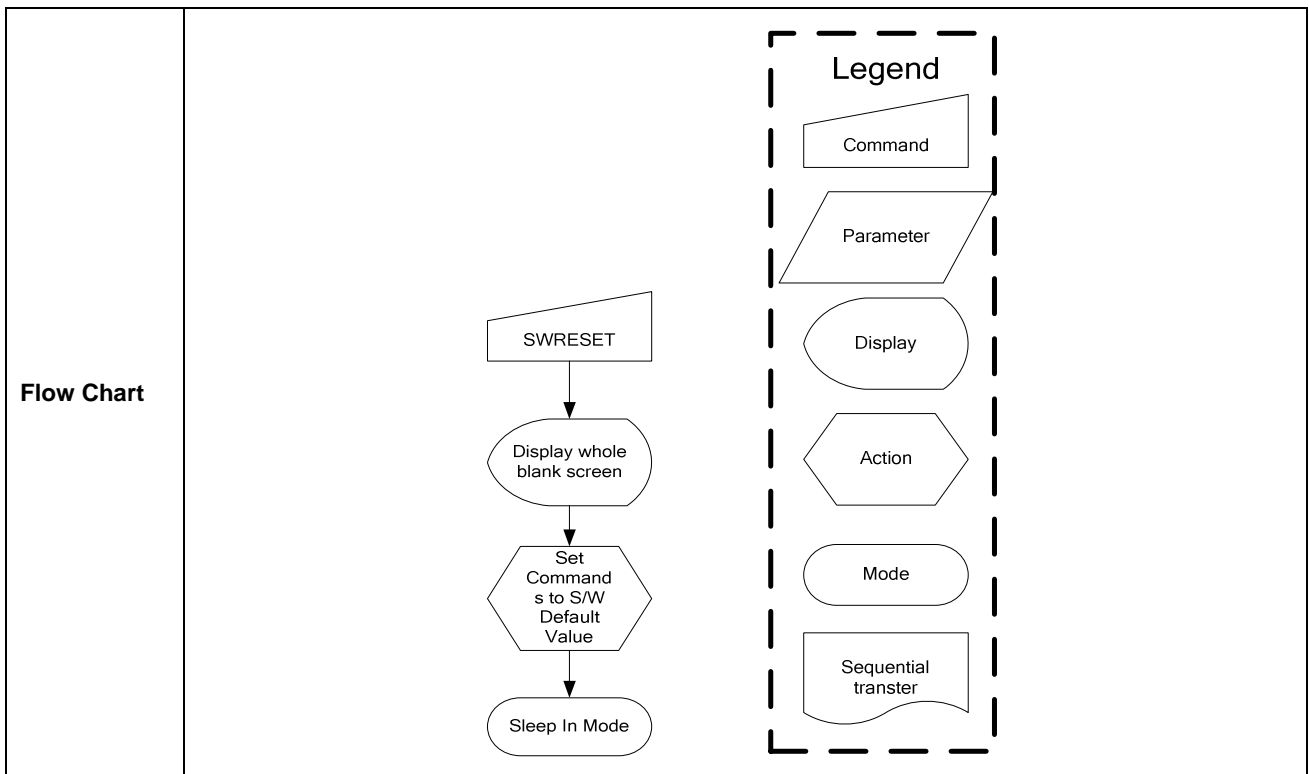 Flow Chart
SWRESET
Display whole
blank screen
Set
Command
s to S/W
Default
Value
Sleep In Mode
Legend
Command
Parameter
Display
Action
Mode
Sequential
transter